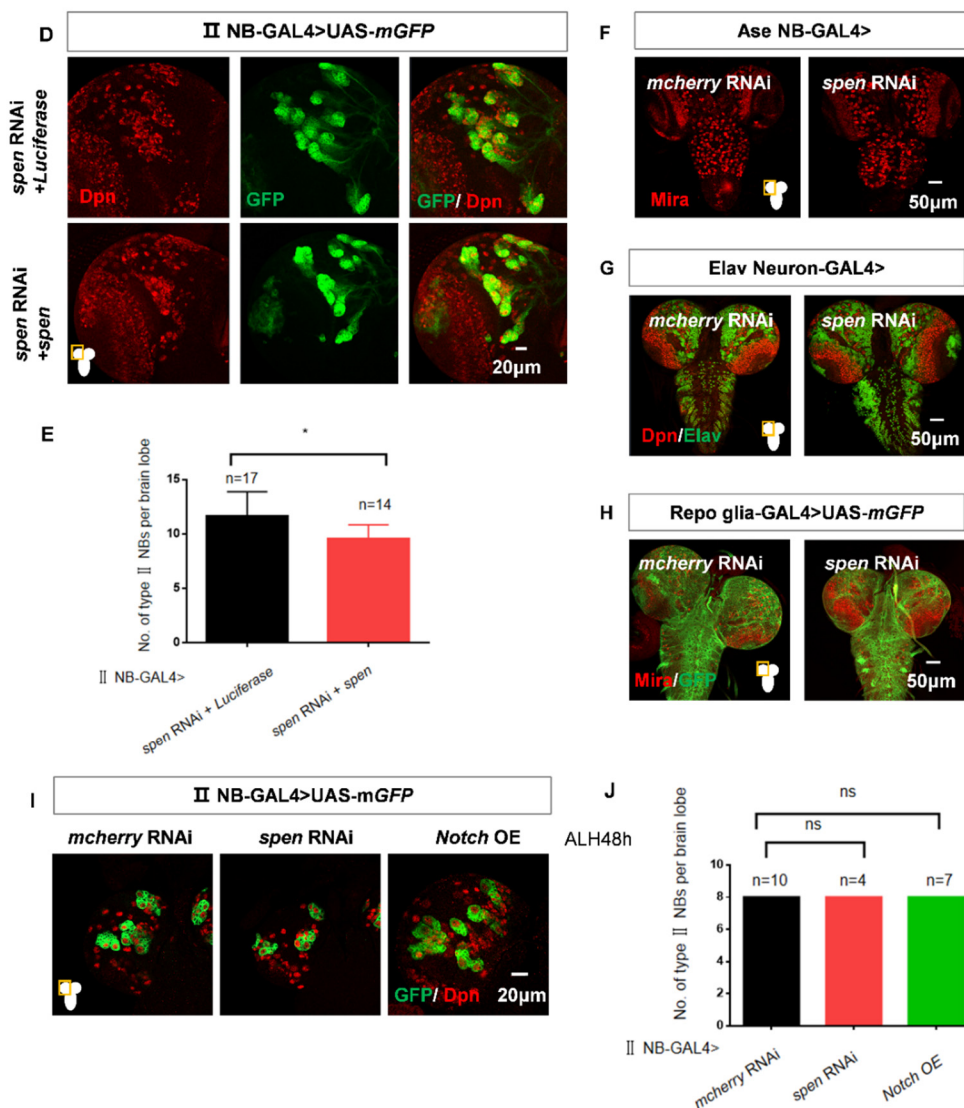 D
Ⅱ NB-GAL4>UAS-mGFP
spen RNAi
+Luciferase
Dpn
GFP
GFP/ Dpn
spen RNAi
+spen
20μm
E
*
No. of type Ⅱ NBs per brain lobe
15
10
5
0
n=17
n=14
Ⅱ NB-GAL4>
spen RNAi + Luciferase
spen RNAi + spen
F
Ase NB-GAL4>
mcherry RNAi
spen RNAi
Mira
50μm
G
Elav Neuron-GAL4>
mcherry RNAi
spen RNAi
Dpn/Elav
50μm
H
Repo glia-GAL4>UAS-mGFP
mcherry RNAi
spen RNAi
Mira/GFP
50μm
I
Ⅱ NB-GAL4>UAS-mGFP
mcherry RNAi
spen RNAi
Notch OE
ALH48h
GFP/ Dpn
20μm
J
ns
ns
No. of type Ⅱ NBs per brain lobe
10
8
6
4
2
0
n=10
n=4
n=7
Ⅱ NB-GAL4>
mcherry RNAi
spen RNAi
Notch OE